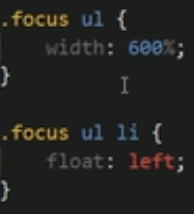 .focus ul {
    width: 600%;
}
.focus ul li {
    float: left;
}